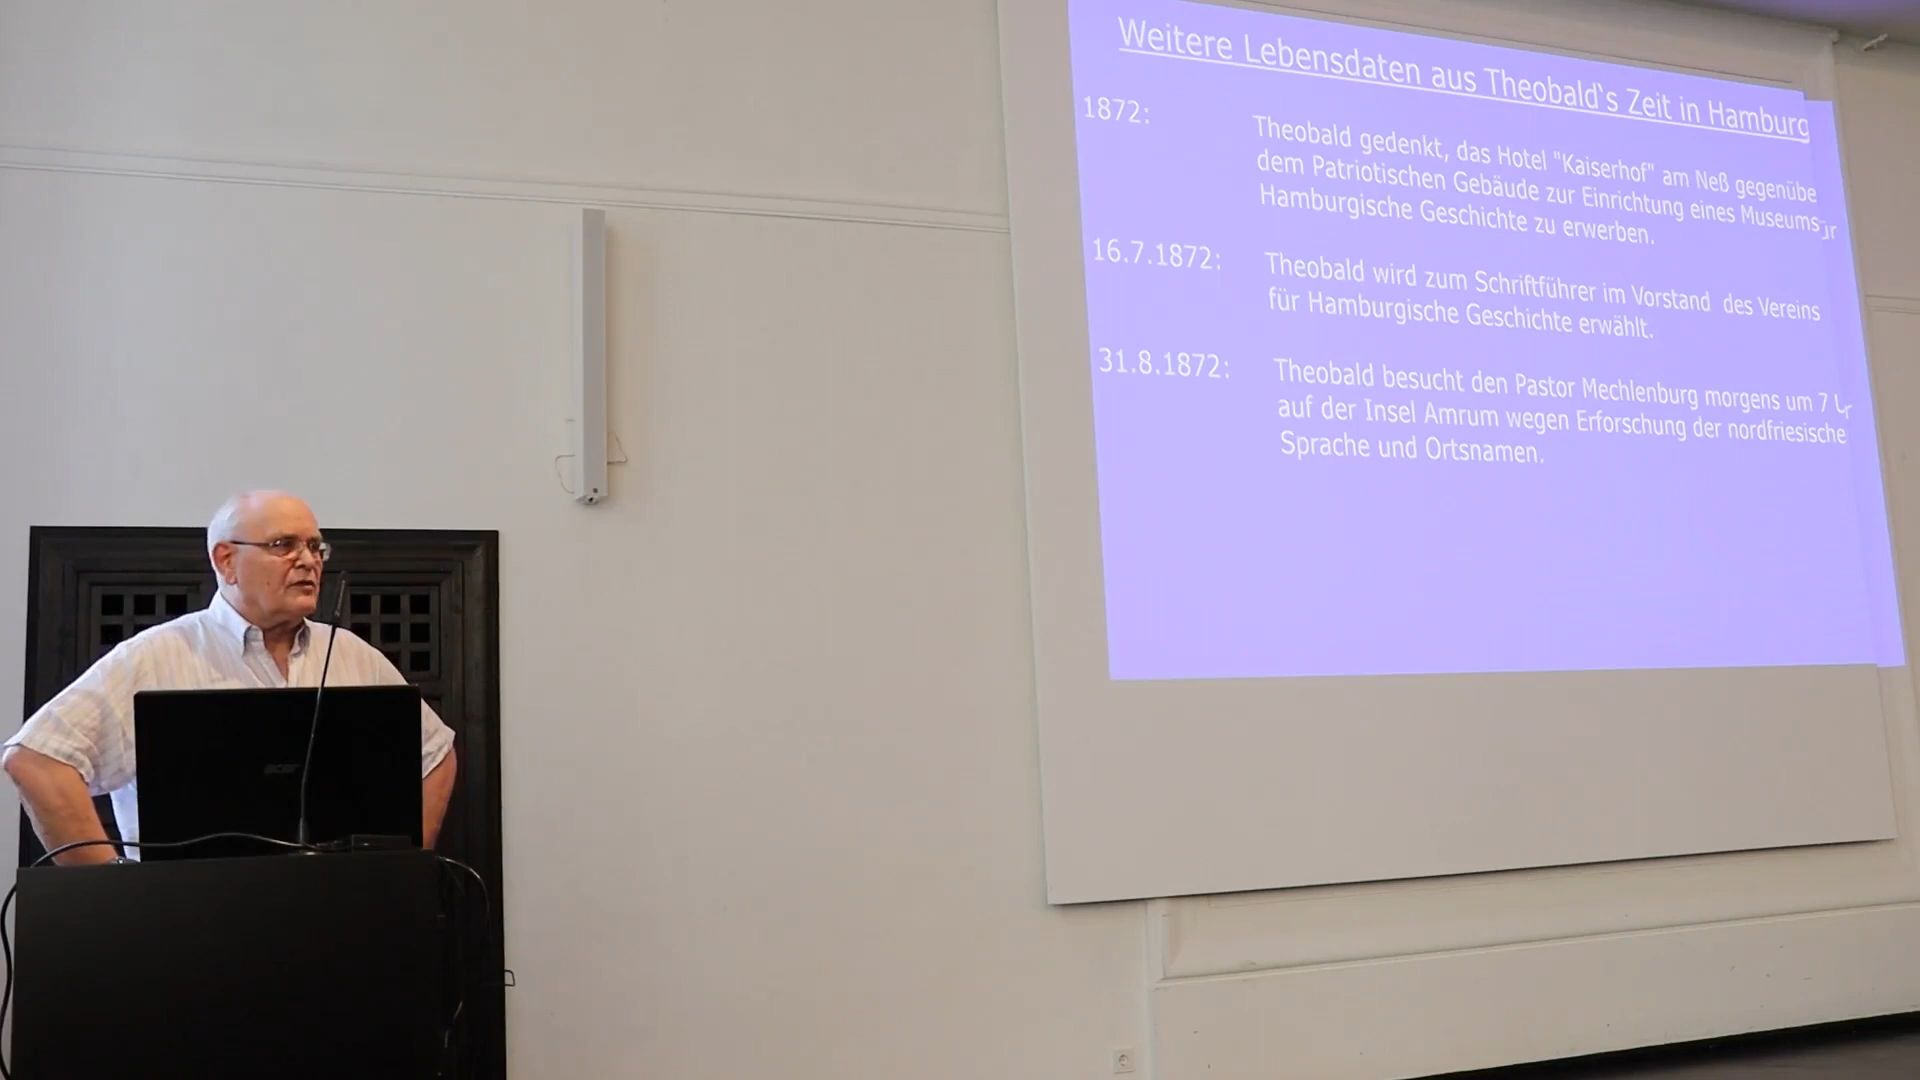 Weitere Lebensdaten aus Theobald`s Zeit in Hamburg
1872:
Theobald gedenkt, das Hotel "Kaiserhof" am Neß gegenübe
dem Patriotischen Gebäude zur Einrichtung eines Museums
Hamburgische Geschichte zu erwerben.
16.7.1872:
Theobald wird zum Schriftführer im Vorstand des Vereins
für Hamburgische Geschichte erwählt.
31.8.1872:
Theobald besucht den Pastor Mechlenburg morgens um 7
auf der Insel Amrum wegen Erforschung der nordfriesische
Sprache und Ortsnamen.
acer